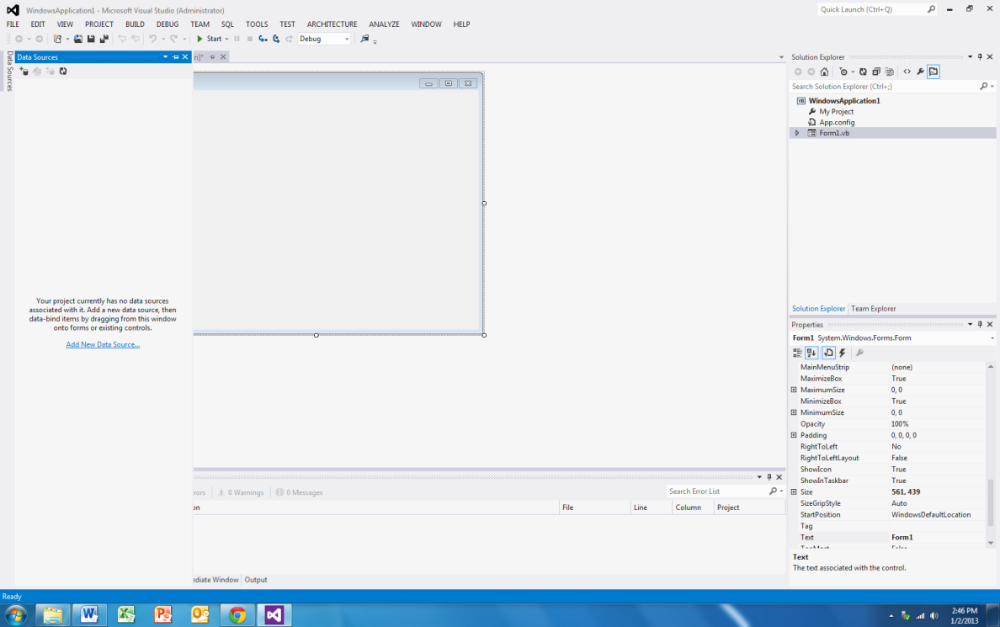 WindowsApplication1 - Microsoft Visual Studio (Administrator)
Quick Launch (Ctrl+Q)
FILE EDIT VIEW PROJECT BUILD DEBUG TEAM SQL TOOLS TEST ARCHITECTURE ANALYZE WINDOW HELP
Start Debug
Data Sources
Data Sources
n]*
Your project currently has no data sources
associated with it. Add a new data source, then
data-bind items by dragging from this window
onto forms or existing controls.
Add New Data Source...
Solution Explorer
Search Solution Explorer (Ctrl+;)
VB WindowsApplication1
My Project
App.config
Form1.vb
Solution Explorer Team Explorer
Properties
Form1 System.Windows.Forms.Form
MainMenuStrip (none)
MaximizeBox True
MaximumSize 0, 0
MinimizeBox True
MinimumSize 0, 0
Opacity 100%
Padding 0, 0, 0, 0
RightToLeft No
RightToLeftLayout False
ShowIcon True
ShowInTaskbar True
Size 561, 439
SizeGripStyle Auto
StartPosition WindowsDefaultLocation
Tag
Text Form1
TopMost False
Text
The text associated with the control.
rors 0 Warnings 0 Messages
Search Error List
on File Line Column Project
ediate Window Output
Ready
2:46 PM
1/2/2013